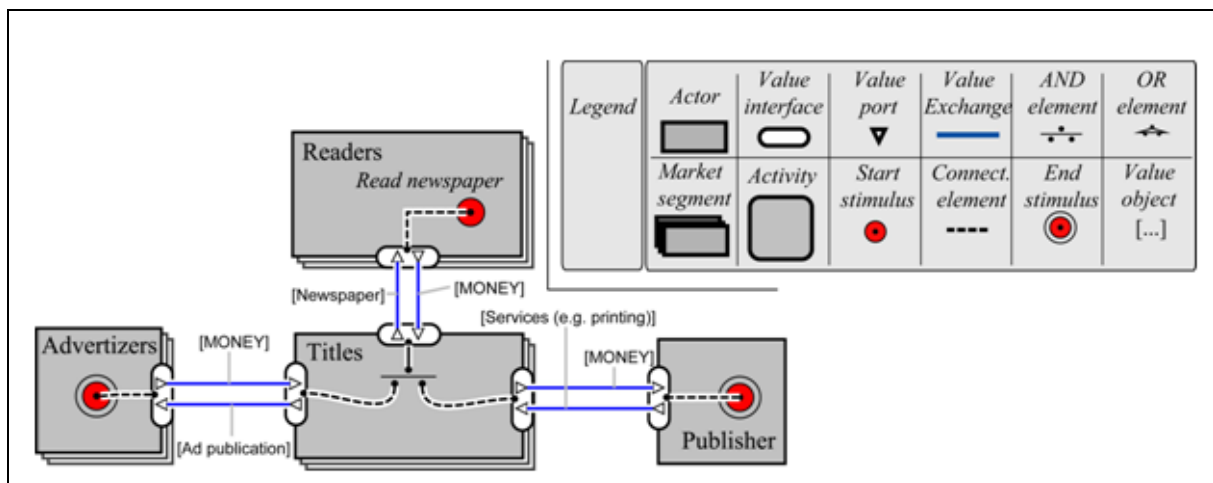 Legend
Actor
Value
interface
Value
port
Value
Exchange
AND
element
OR
element
Market
segment
Activity
Start
stimulus
Connect.
element
End
stimulus
Value
object
[...]
Readers
Read newspaper
[Newspaper]
[MONEY]
[Services (e.g. printing)]
Advertizers
[MONEY]
Titles
[MONEY]
[Ad publication]
Publisher